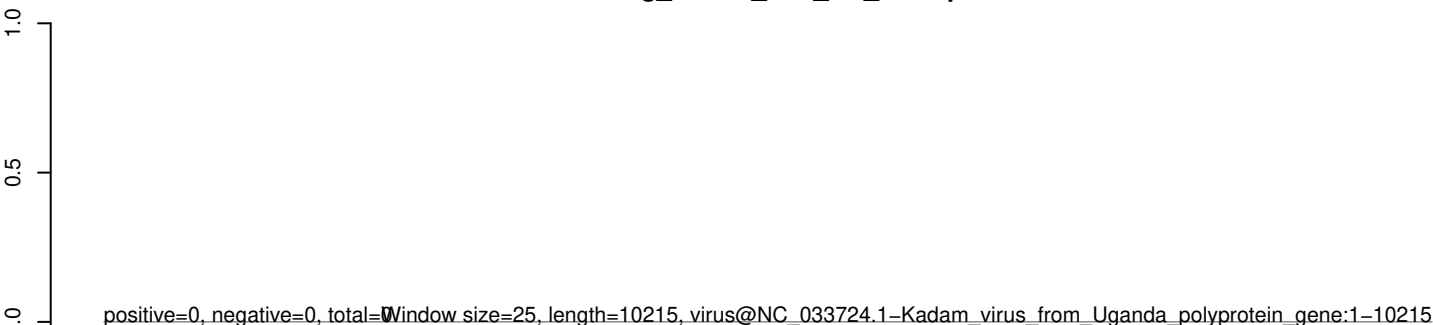 1.0
0.5
.0
positive=0, negative=0, total=0
Window size=25, length=10215, virus@NC_033724.1−Kadam_virus_from_Uganda_polyprotein_gene:1−10215